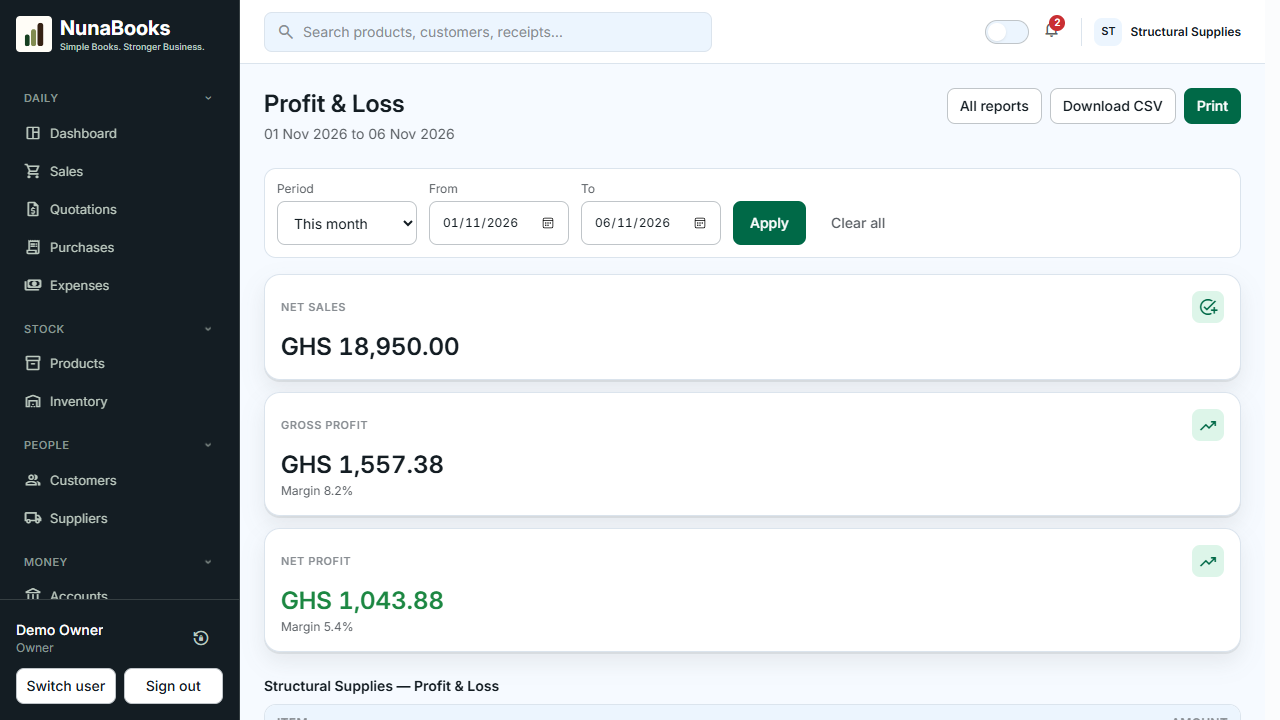 NunaBooks
Simple Books. Stronger Business.
DAILY
Dashboard
Sales
Quotations
Purchases
Expenses
STOCK
Products
Inventory
PEOPLE
Customers
Suppliers
MONEY
Accounts
Demo Owner
Owner
Switch user
Sign out
Search products, customers, receipts...
2
ST
Structural Supplies
Profit & Loss
01 Nov 2026 to 06 Nov 2026
All reports
Download CSV
Print
Period
From
To
This month
01/11/2026
06/11/2026
Apply
Clear all
NET SALES
GHS 18,950.00
GROSS PROFIT
GHS 1,557.38
Margin 8.2%
NET PROFIT
GHS 1,043.88
Margin 5.4%
Structural Supplies — Profit & Loss
ITEM
AMOUNT